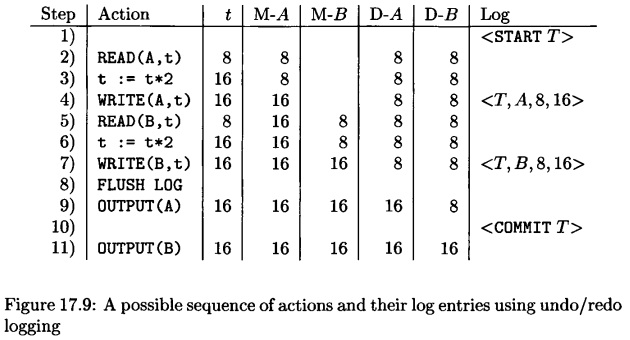 Step Action t M-A M-B D-A D-B Log
1) <START T>
2) READ(A,t) 8 8 8 8
3) t := t*2 16 8 8 8
4) WRITE(A,t) 16 16 8 8 <T, A, 8, 16>
5) READ(B,t) 8 16 8 8 8
6) t := t*2 16 16 8 8 8
7) WRITE(B,t) 16 16 16 8 8 <T, B, 8, 16>
8) FLUSH LOG
9) OUTPUT(A) 16 16 16 16 8
10) <COMMIT T>
11) OUTPUT(B) 16 16 16 16 16
Figure 17.9: A possible sequence of actions and their log entries using undo/redo
logging